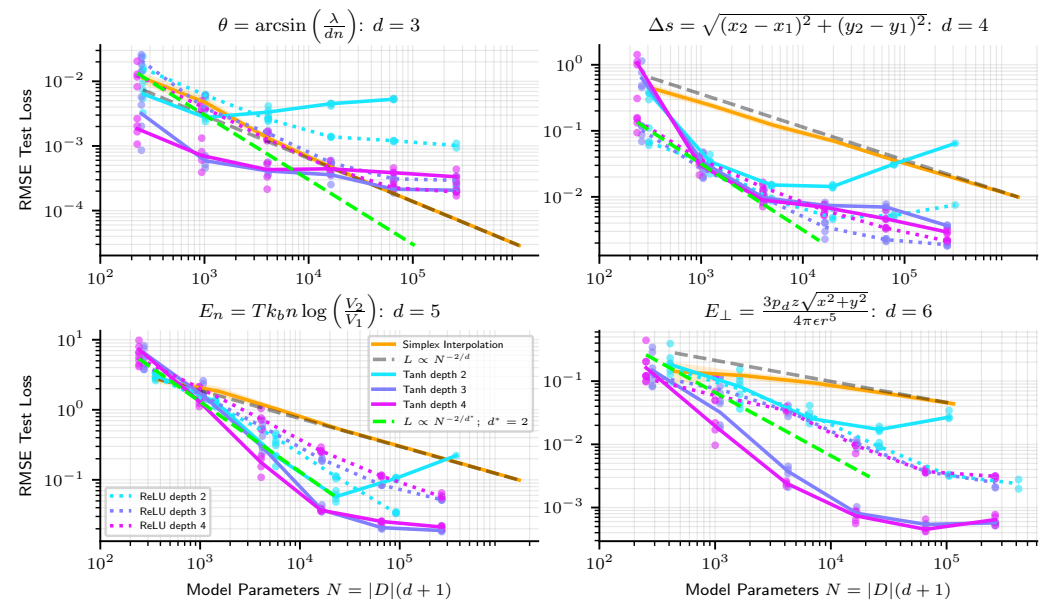 θ = arcsin(λ/dn): d = 3
Δs = √((x₂ − x₁)² + (y₂ − y₁)²): d = 4
RMSE Test Loss
10⁻²
10⁻³
10⁻⁴
10² 10³ 10⁴ 10⁵
10⁰
10⁻¹
10⁻²
10² 10³ 10⁴ 10⁵
Eₙ = Tk_b n log(V₂/V₁): d = 5
E⊥ = 3p_d z√(x²+y²)/4πϵr⁵: d = 6
RMSE Test Loss
10¹
10⁰
10⁻¹
Simplex Interpolation
L ∝ N^{−2/d}
Tanh depth 2
Tanh depth 3
Tanh depth 4
L ∝ N^{−2/d*}; d* = 2
ReLU depth 2
ReLU depth 3
ReLU depth 4
10² 10³ 10⁴ 10⁵
Model Parameters N = |D|(d + 1)
10⁻¹
10⁻²
10⁻³
10² 10³ 10⁴ 10⁵
Model Parameters N = |D|(d + 1)